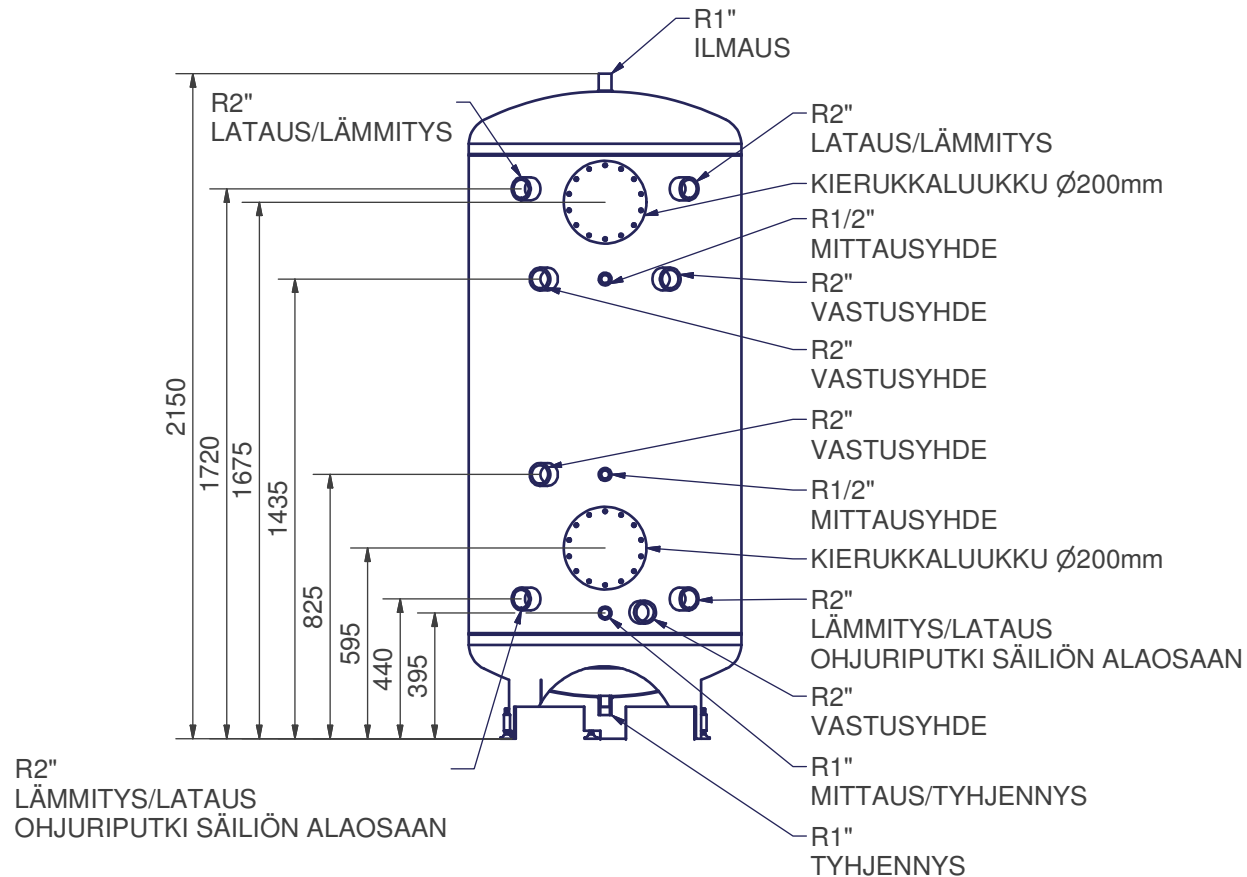 R1"
ILMAUS
R2"
LATAUS/LÄMMITYS
R2"
LATAUS/LÄMMITYS
KIERUKKALUUKKU Ø200mm
R1/2"
MITTAUSYHDE
R2"
VASTUSYHDE
R2"
VASTUSYHDE
R2"
VASTUSYHDE
R1/2"
MITTAUSYHDE
KIERUKKALUUKKU Ø200mm
R2"
LÄMMITYS/LATAUS
OHJURIPUTKI SÄILIÖN ALAOSAAN
R2"
VASTUSYHDE
R1"
MITTAUS/TYHJENNYS
R1"
TYHJENNYS
2150
1720
1675
1435
825
595
440
395
R2"
LÄMMITYS/LATAUS
OHJURIPUTKI SÄILIÖN ALAOSAAN